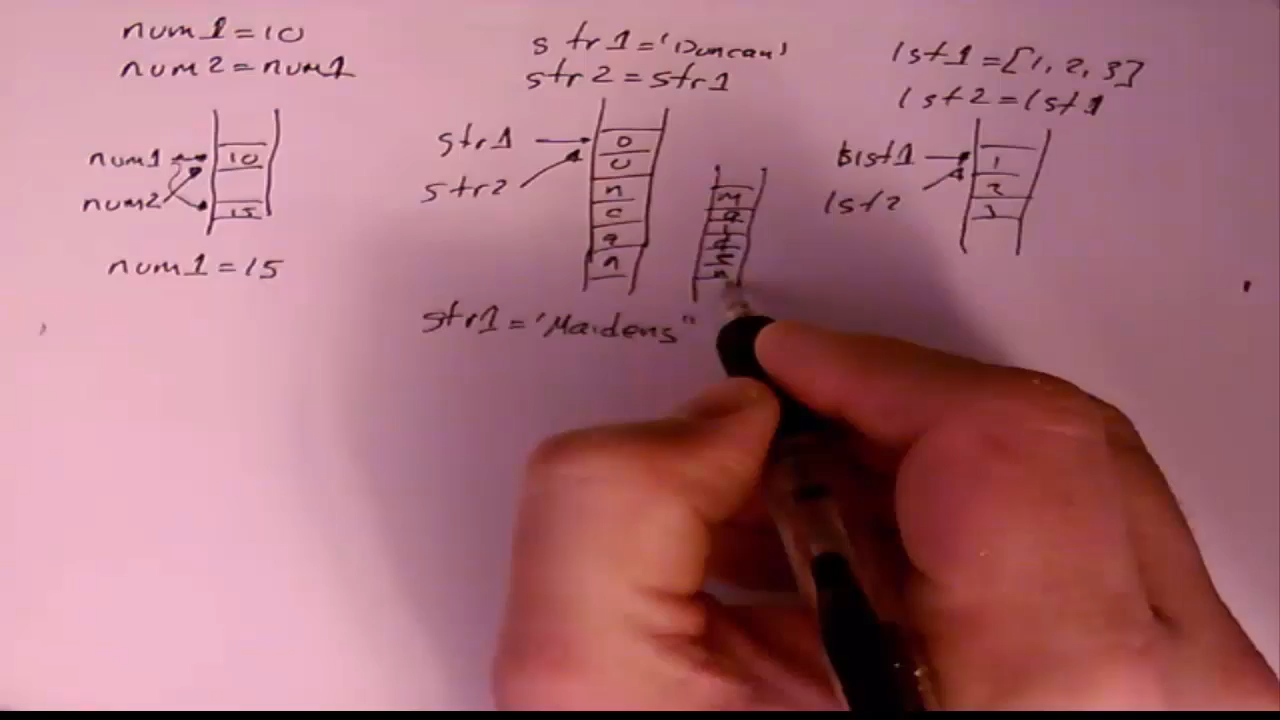 num1=10
num2=num1
num1
num2
10
15
num1=15
str1='Duncan'
str2=str1
str1
str2
D
U
n
c
a
n
M
a
str1='Maidens"
lst1=[1, 2, 3]
lst2=lst1
list1
lst2
1
2
3